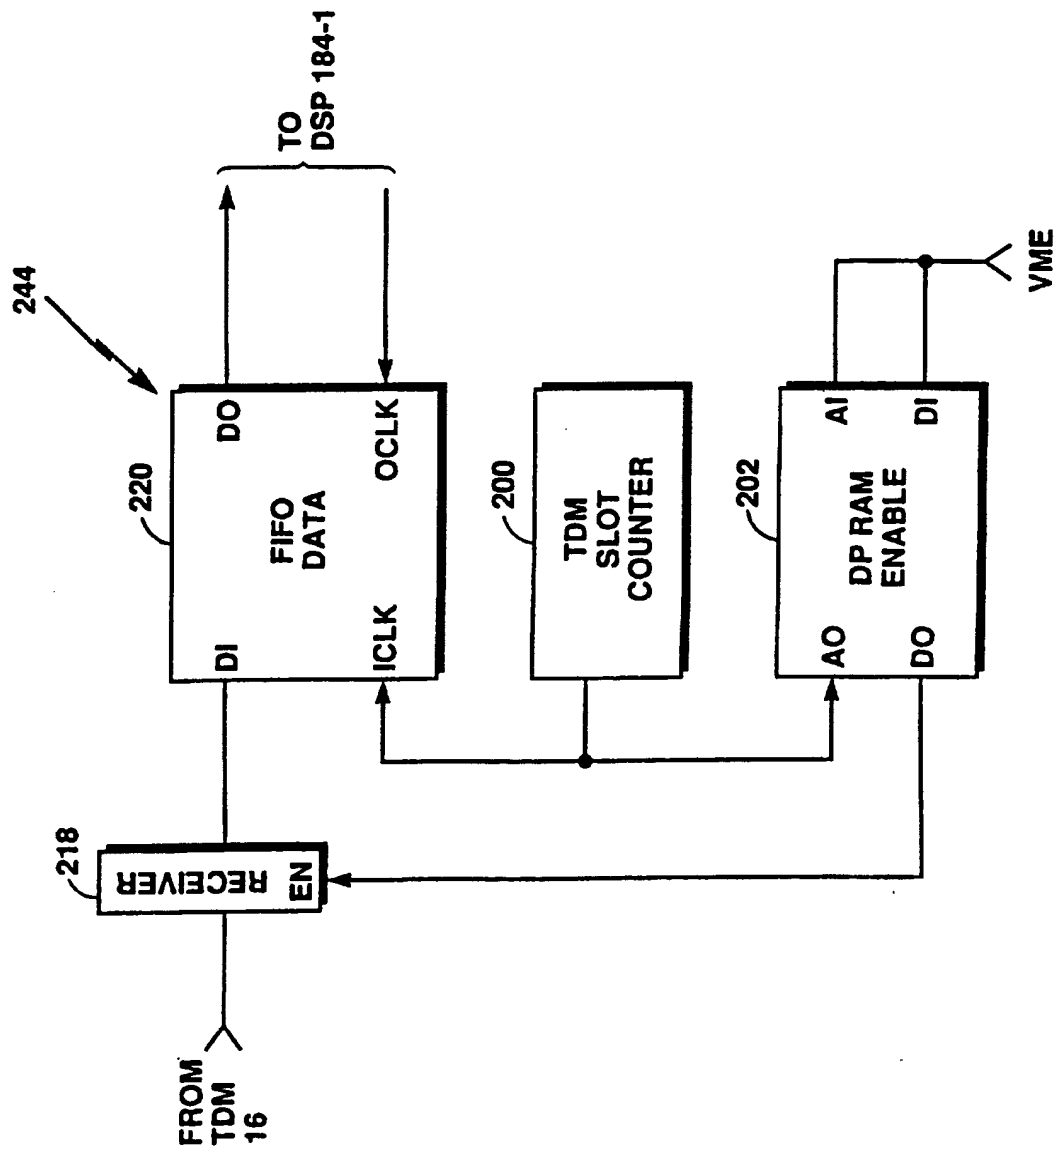 244
FROM
TDM
16
218
RECEIVER
EN
220
DI
DO
FIFO
DATA
ICLK
OCLK
TO
DSP 184-1
200
TDM
SLOT
COUNTER
202
AO
AI
DP RAM
ENABLE
DO
DI
VME